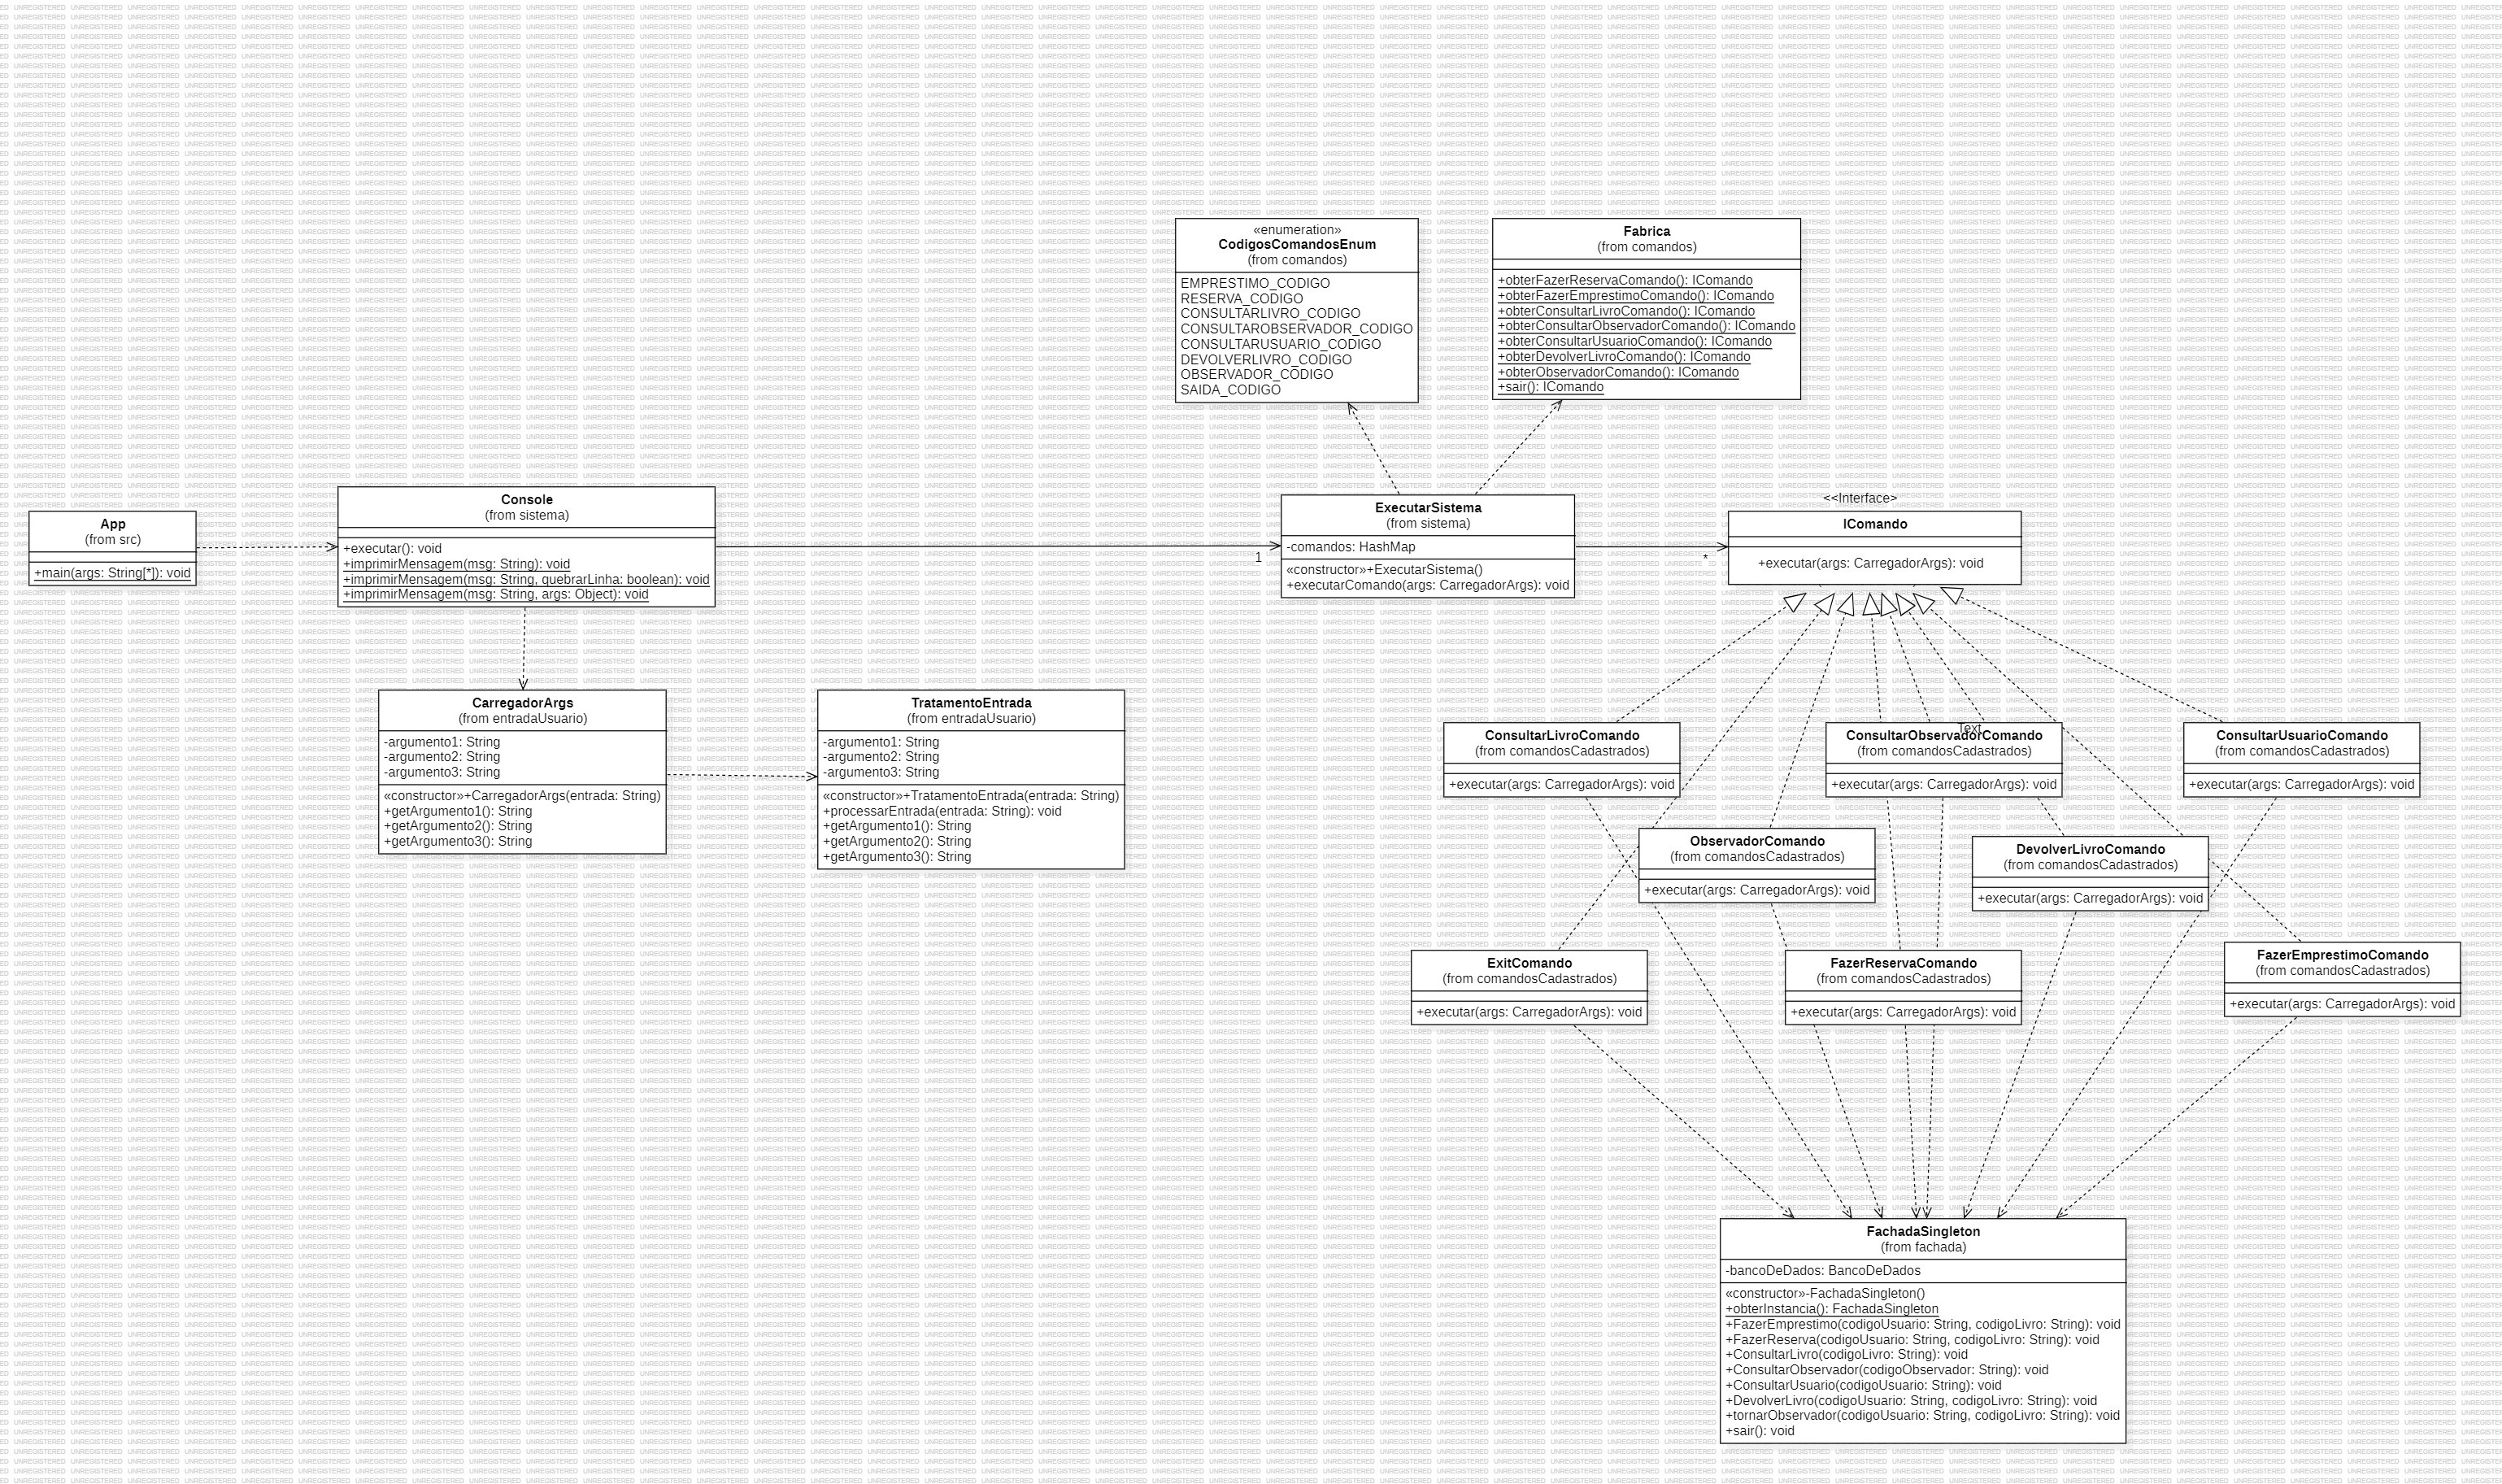 «enumeration»
CodigosComandosEnum
(from comandos)
EMPRESTIMO_CODIGO
RESERVA_CODIGO
CONSULTARLIVRO_CODIGO
CONSULTAROBSERVADOR_CODIGO
CONSULTARUSUARIO_CODIGO
DEVOLVERLIVRO_CODIGO
OBSERVADOR_CODIGO
SAIDA_CODIGO
Fabrica
(from comandos)
+obterFazerReservaComando(): IComando
+obterFazerEmprestimoComando(): IComando
+obterConsultarLivroComando(): IComando
+obterConsultarObservadorComando(): IComando
+obterConsultarUsuarioComando(): IComando
+obterDevolverLivroComando(): IComando
+obterObservadorComando(): IComando
+sair(): IComando
App
(from src)
+main(args: String[*]): void
Console
(from sistema)
+executar(): void
+imprimirMensagem(msg: String): void
+imprimirMensagem(msg: String, quebrarLinha: boolean): void
+imprimirMensagem(msg: String, args: Object): void
1
ExecutarSistema
(from sistema)
-comandos: HashMap
«constructor»+ExecutarSistema()
+executarComando(args: CarregadorArgs): void
*
<<Interface>>
IComando
+executar(args: CarregadorArgs): void
CarregadorArgs
(from entradaUsuario)
-argumento1: String
-argumento2: String
-argumento3: String
«constructor»+CarregadorArgs(entrada: String)
+getArgumento1(): String
+getArgumento2(): String
+getArgumento3(): String
TratamentoEntrada
(from entradaUsuario)
-argumento1: String
-argumento2: String
-argumento3: String
«constructor»+TratamentoEntrada(entrada: String)
+processarEntrada(entrada: String): void
+getArgumento1(): String
+getArgumento2(): String
+getArgumento3(): String
ConsultarLivroComando
(from comandosCadastrados)
+executar(args: CarregadorArgs): void
Text
ConsultarObservadorComando
(from comandosCadastrados)
+executar(args: CarregadorArgs): void
ConsultarUsuarioComando
(from comandosCadastrados)
+executar(args: CarregadorArgs): void
ObservadorComando
(from comandosCadastrados)
+executar(args: CarregadorArgs): void
DevolverLivroComando
(from comandosCadastrados)
+executar(args: CarregadorArgs): void
ExitComando
(from comandosCadastrados)
+executar(args: CarregadorArgs): void
FazerReservaComando
(from comandosCadastrados)
+executar(args: CarregadorArgs): void
FazerEmprestimoComando
(from comandosCadastrados)
+executar(args: CarregadorArgs): void
FachadaSingleton
(from fachada)
-bancoDeDados: BancoDeDados
«constructor»-FachadaSingleton()
+obterInstancia(): FachadaSingleton
+FazerEmprestimo(codigoUsuario: String, codigoLivro: String): void
+FazerReserva(codigoUsuario: String, codigoLivro: String): void
+ConsultarLivro(codigoLivro: String): void
+ConsultarObservador(codigoObservador: String): void
+ConsultarUsuario(codigoUsuario: String): void
+DevolverLivro(codigoUsuario: String, codigoLivro: String): void
+tornarObservador(codigoUsuario: String, codigoLivro: String): void
+sair(): void
UNREGISTERED